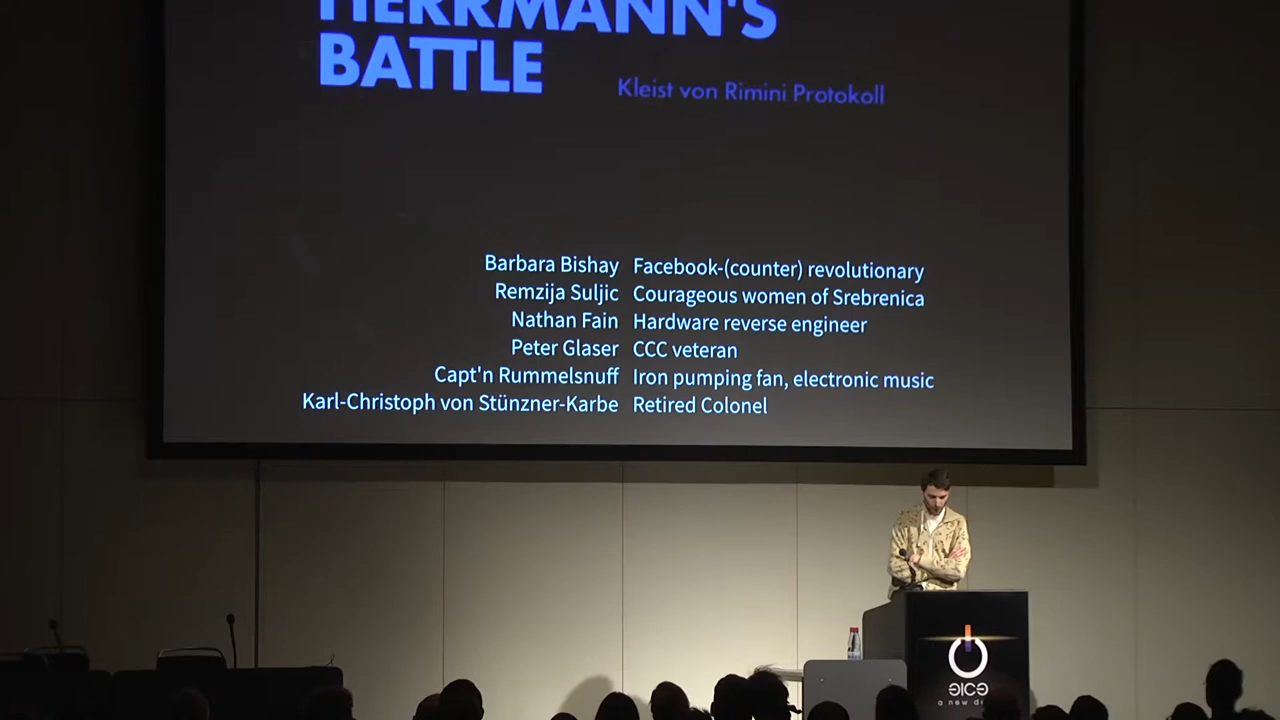 HERRMANN'S
BATTLE
Kleist von Rimini Protokoll
Barbara Bishay Facebook-(counter) revolutionary
Remzija Suljic Courageous women of Srebrenica
Nathan Fain Hardware reverse engineer
Peter Glaser CCC veteran
Capt'n Rummelsnuff Iron pumping fan, electronic music
Karl-Christoph von Stünzner-Karbe Retired Colonel
a new d